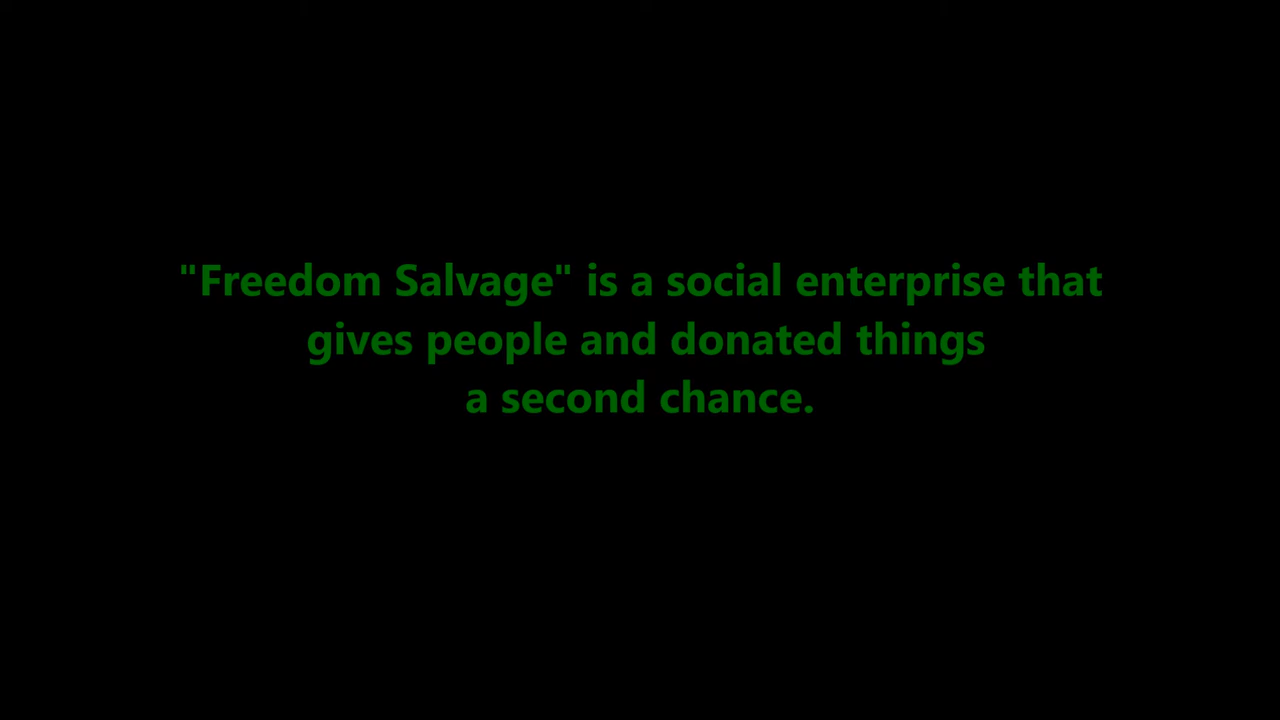 "Freedom Salvage" is a social enterprise that
gives people and donated things
a second chance.